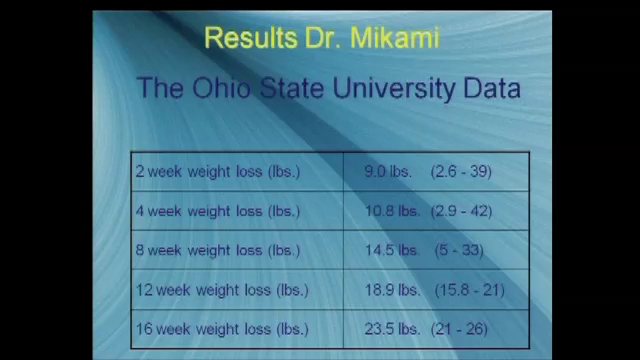 Results Dr. Mikami
The Ohio State University Data
2 week weight loss (lbs.) 9.0 lbs. (2.6 - 39)
4 week weight loss (lbs.) 10.8 lbs. (2.9 - 42)
8 week weight loss (lbs.) 14.5 lbs. (5 - 33)
12 week weight loss (lbs.) 18.9 lbs. (15.8 - 21)
16 week weight loss (lbs.) 23.5 lbs. (21 - 26)